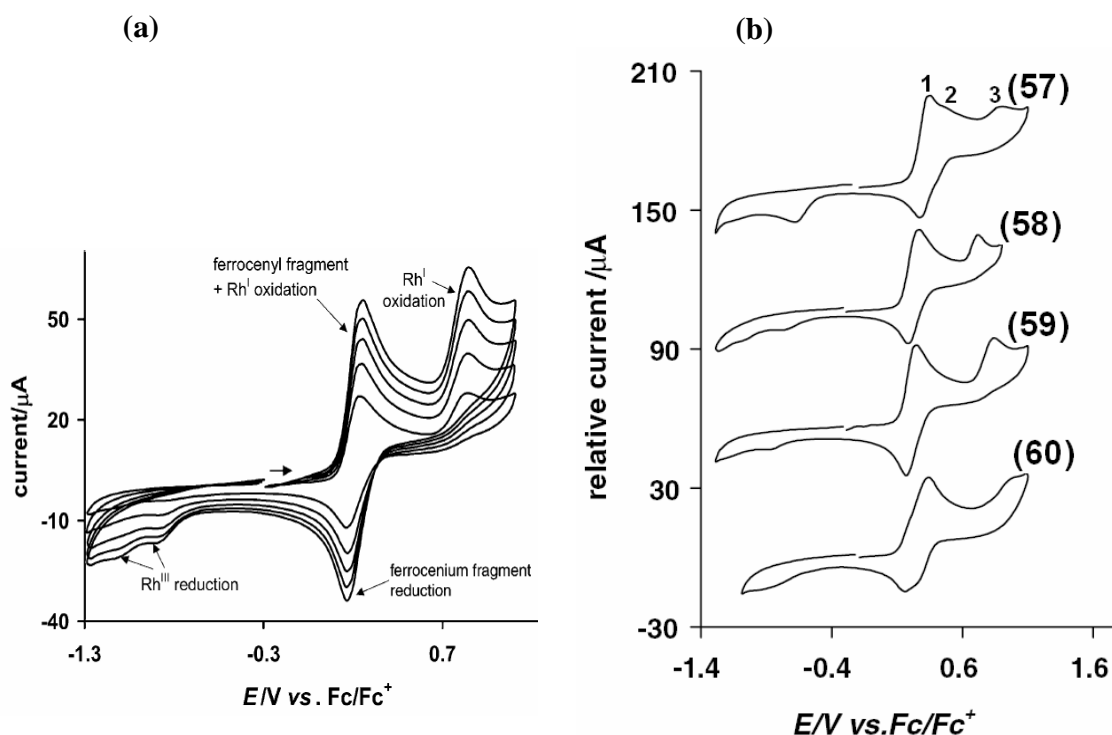 (a)
ferrocenyl fragment
+ Rh^I oxidation
Rh^I
oxidation
50
20
-10
-40
current/μA
Rh^III reduction
ferrocenium fragment
reduction
-1.3
-0.3
0.7
E/V vs. Fc/Fc^+
(b)
210
150
90
30
-30
relative current /μA
1
2
3
(57)
(58)
(59)
(60)
-1.4
-0.4
0.6
1.6
E/V vs.Fc/Fc^+